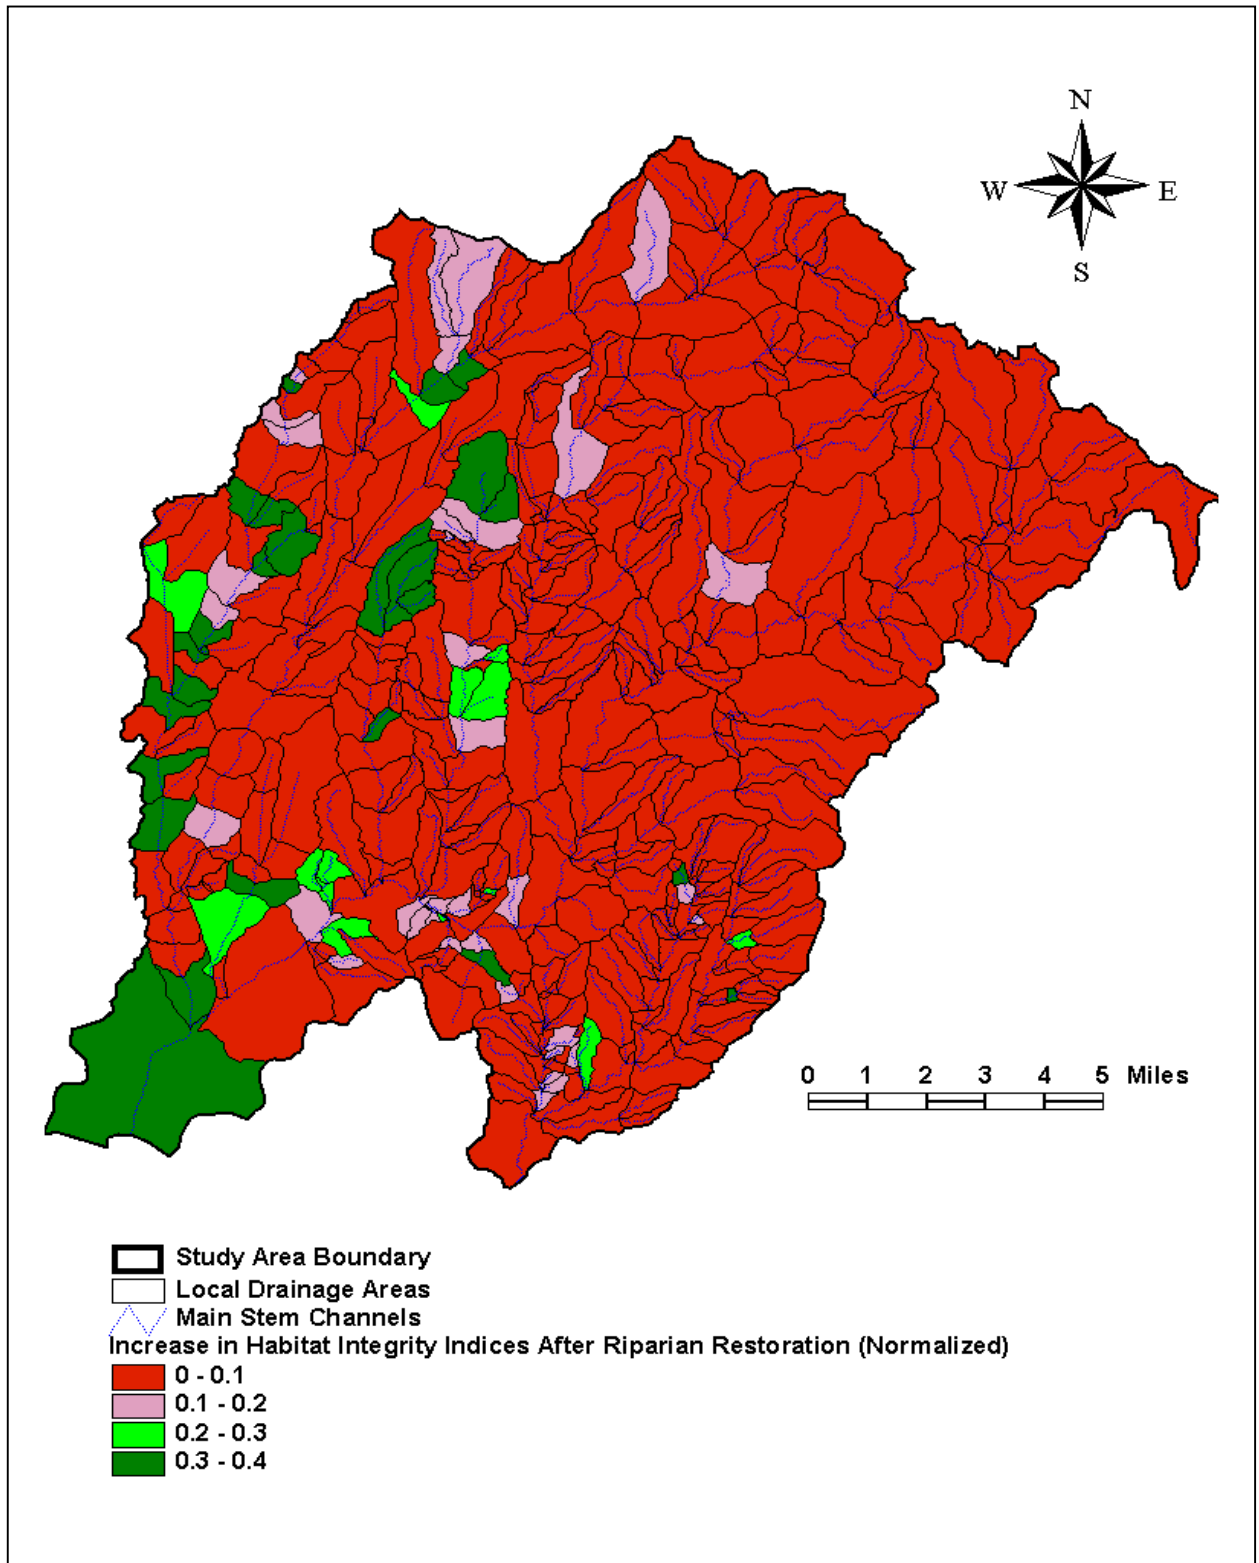 N
W E
S
0 1 2 3 4 5 Miles
Study Area Boundary
Local Drainage Areas
Main Stem Channels
Increase in Habitat Integrity Indices After Riparian Restoration (Normalized)
0 - 0.1
0.1 - 0.2
0.2 - 0.3
0.3 - 0.4